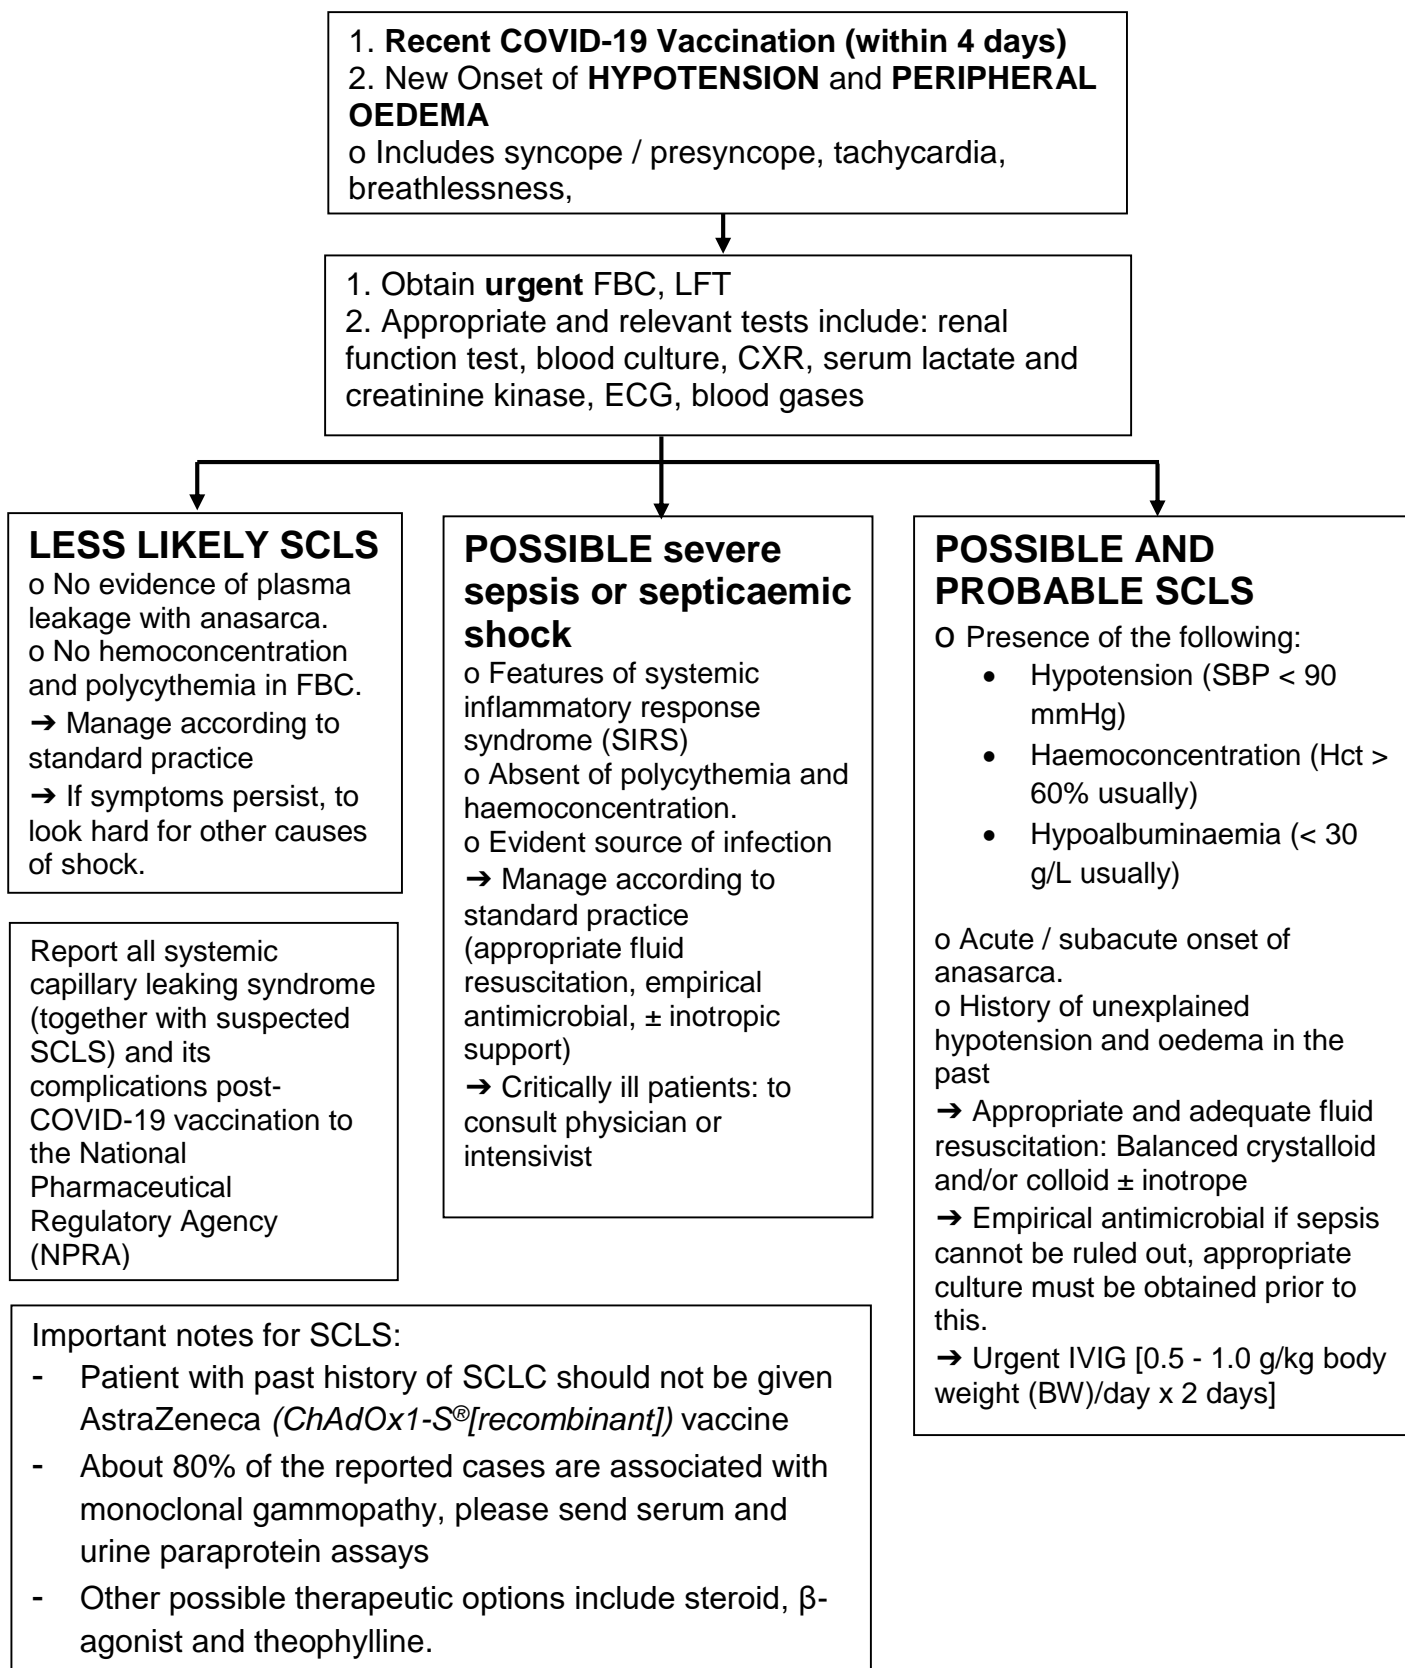 1. Recent COVID-19 Vaccination (within 4 days)
2. New Onset of HYPOTENSION and PERIPHERAL
OEDEMA
o Includes syncope / presyncope, tachycardia,
breathlessness,
1. Obtain urgent FBC, LFT
2. Appropriate and relevant tests include: renal
function test, blood culture, CXR, serum lactate and
creatinine kinase, ECG, blood gases
LESS LIKELY SCLS
o No evidence of plasma
leakage with anasarca.
o No hemoconcentration
and polycythemia in FBC.
➔ Manage according to
standard practice
➔ If symptoms persist, to
look hard for other causes
of shock.
Report all systemic
capillary leaking syndrome
(together with suspected
SCLS) and its
complications post-
COVID-19 vaccination to
the National
Pharmaceutical
Regulatory Agency
(NPRA)
POSSIBLE severe
sepsis or septicaemic
shock
o Features of systemic
inflammatory response
syndrome (SIRS)
o Absent of polycythemia and
haemoconcentration.
o Evident source of infection
➔ Manage according to
standard practice
(appropriate fluid
resuscitation, empirical
antimicrobial, ± inotropic
support)
➔ Critically ill patients: to
consult physician or
intensivist
POSSIBLE AND
PROBABLE SCLS
o Presence of the following:
• Hypotension (SBP < 90
mmHg)
• Haemoconcentration (Hct >
60% usually)
• Hypoalbuminaemia (< 30
g/L usually)
o Acute / subacute onset of
anasarca.
o History of unexplained
hypotension and oedema in the
past
➔ Appropriate and adequate fluid
resuscitation: Balanced crystalloid
and/or colloid ± inotrope
➔ Empirical antimicrobial if sepsis
cannot be ruled out, appropriate
culture must be obtained prior to
this.
➔ Urgent IVIG [0.5 - 1.0 g/kg body
weight (BW)/day x 2 days]
Important notes for SCLS:
- Patient with past history of SCLC should not be given
AstraZeneca (ChAdOx1-S®[recombinant]) vaccine
- About 80% of the reported cases are associated with
monoclonal gammopathy, please send serum and
urine paraprotein assays
- Other possible therapeutic options include steroid, β-
agonist and theophylline.